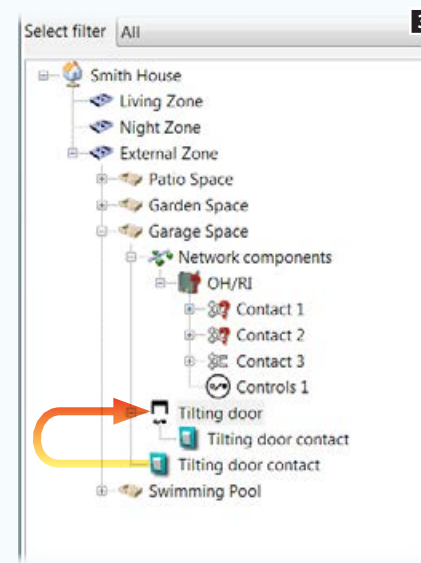 Select filter All
3
Smith House
Living Zone
Night Zone
External Zone
Patio Space
Garden Space
Garage Space
Network components
OH/RI
Contact 1
Contact 2
Contact 3
Controls 1
Tilting door
Tilting door contact
Tilting door contact
Swimming Pool